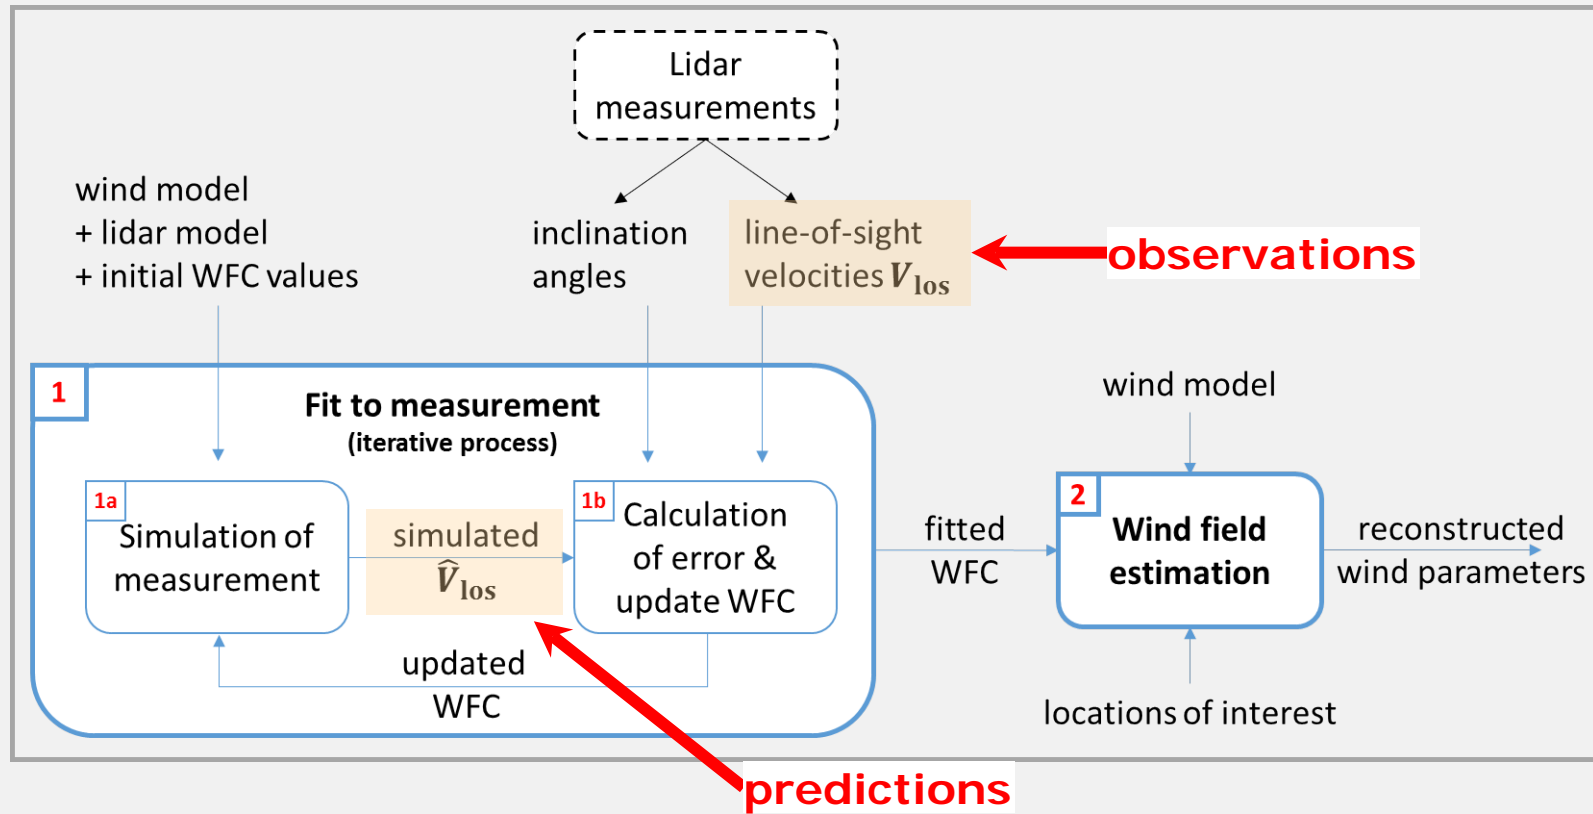 Lidar
measurements
wind model
+ lidar model
+ initial WFC values
inclination
angles
line-of-sight
velocities V_los
observations
1
Fit to measurement
(iterative process)
1a
Simulation of
measurement
simulated
V̂_los
1b
Calculation
of error &
update WFC
updated
WFC
fitted
WFC
wind model
2
Wind field
estimation
reconstructed
wind parameters
locations of interest
predictions